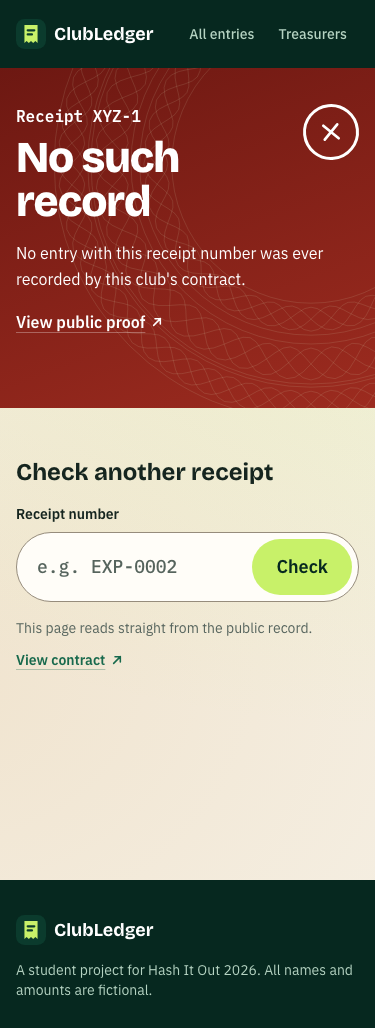 ClubLedger All entries Treasurers
Receipt XYZ-1
No such
record
No entry with this receipt number was ever
recorded by this club's contract.
View public proof ↗
Check another receipt
Receipt number
e.g. EXP-0002 Check
This page reads straight from the public record.
View contract ↗
ClubLedger
A student project for Hash It Out 2026. All names and
amounts are fictional.